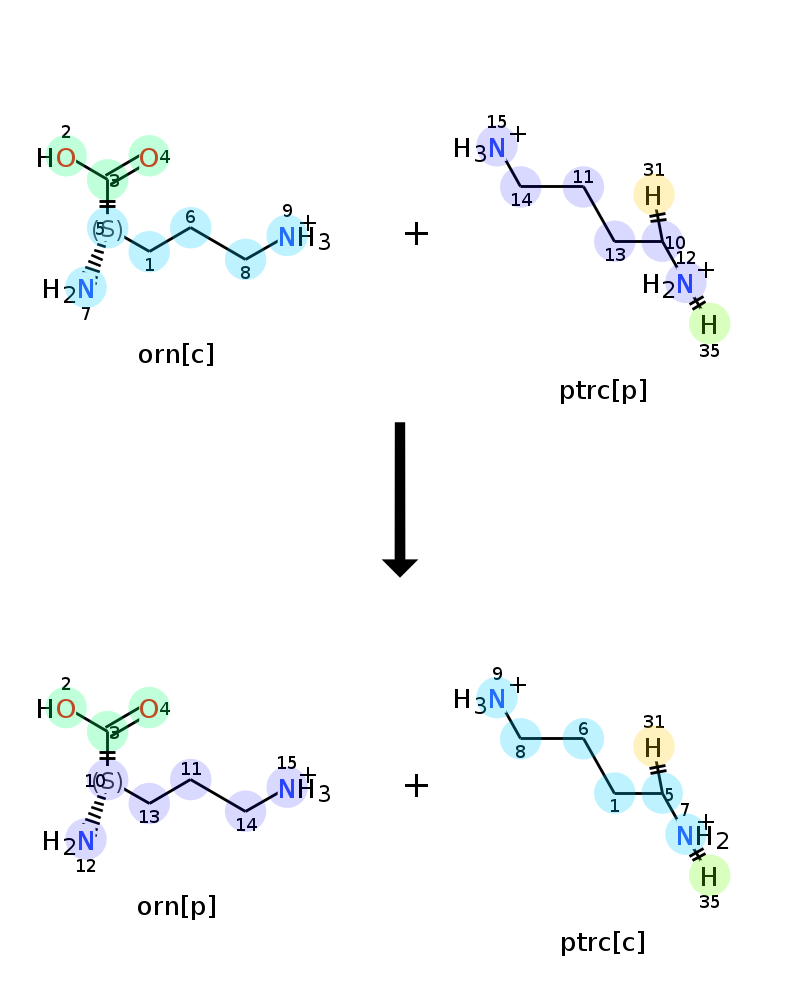 2
HO O 4
3
(S)
5
6
9
NH3+
1
8
H2N
7
orn[c]
+
15
H3N+
14
11
31
H
13
10
12
H2N+
H
35
ptrc[p]
2
HO O 4
3
(S)
10
11
15
NH3+
13
14
H2N
12
orn[p]
+
9
H3N+
8
6
31
H
1
5
7
NH2+
H
35
ptrc[c]